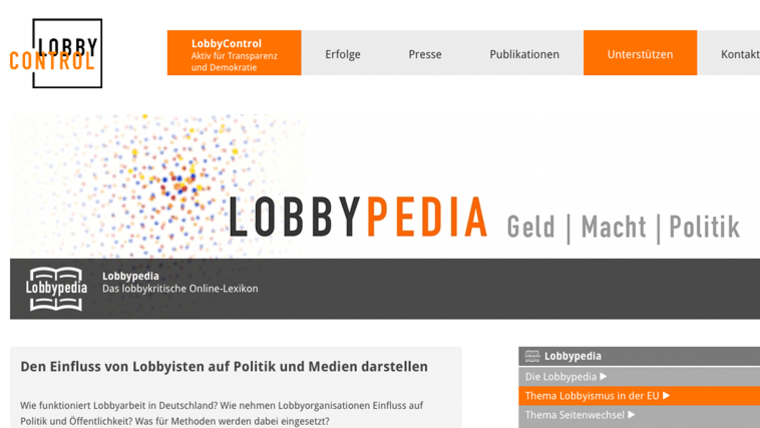 LOBBY
CONTROL
LobbyControl
Aktiv für Transparenz
und Demokratie
Erfolge
Presse
Publikationen
Unterstützen
Kontakt
LOBBYPEDIA Geld | Macht | Politik
Lobbypedia
Lobbypedia
Das lobbykritische Online-Lexikon
Den Einfluss von Lobbyisten auf Politik und Medien darstellen
Wie funktioniert Lobbyarbeit in Deutschland? Wie nehmen Lobbyorganisationen Einfluss auf
Politik und Öffentlichkeit? Was für Methoden werden dabei eingesetzt?
Lobbypedia
Die Lobbypedia
Thema Lobbyismus in der EU
Thema Seitenwechsel